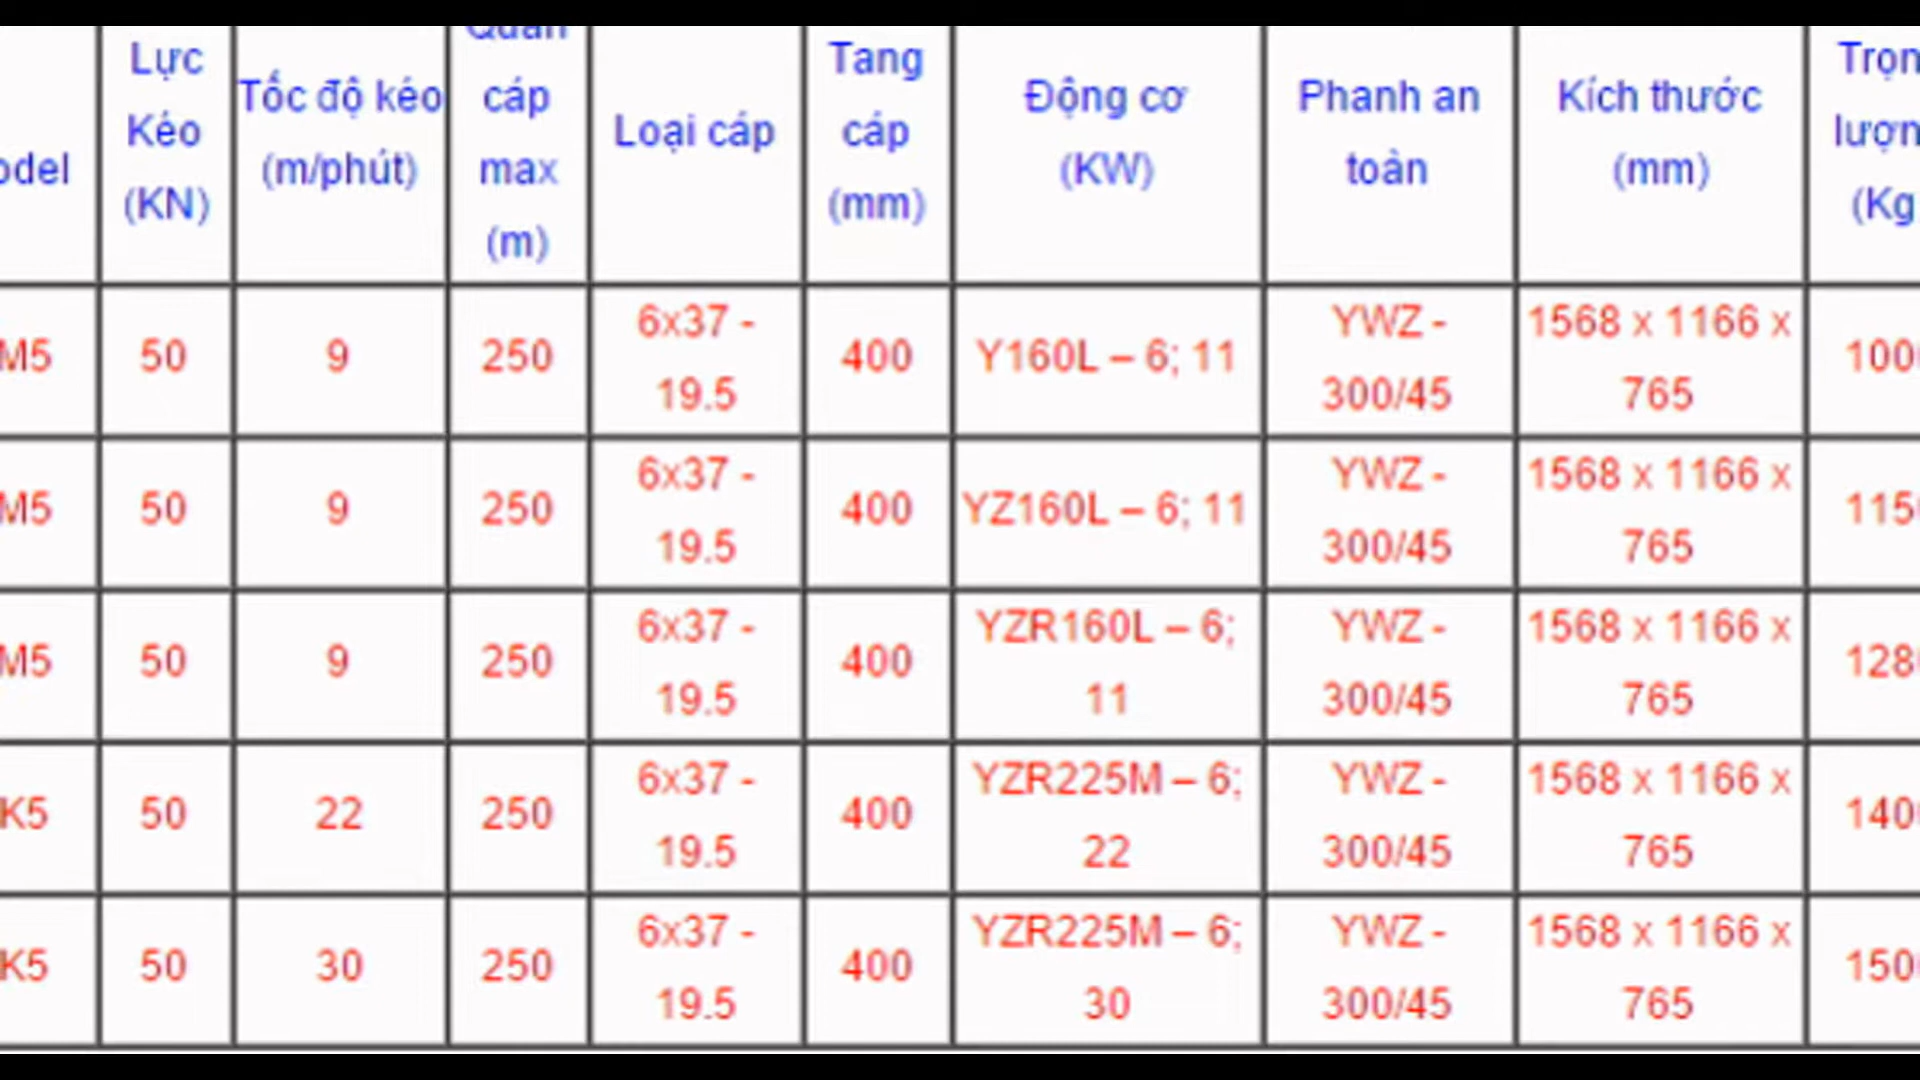 Lực
Kéo
(KN)
Tốc độ kéo
(m/phút)
cáp
max
(m)
Loại cáp
Tang
cáp
(mm)
Động cơ
(KW)
Phanh an
toàn
Kích thước
(mm)
M5
50
9
250
6x37 -
19.5
400
Y160L – 6; 11
YWZ -
300/45
1568 x 1166 x
765
M5
50
9
250
6x37 -
19.5
400
YZ160L – 6; 11
YWZ -
300/45
1568 x 1166 x
765
M5
50
9
250
6x37 -
19.5
400
YZR160L – 6;
11
YWZ -
300/45
1568 x 1166 x
765
K5
50
22
250
6x37 -
19.5
400
YZR225M – 6;
22
YWZ -
300/45
1568 x 1166 x
765
K5
50
30
250
6x37 -
19.5
400
YZR225M – 6;
30
YWZ -
300/45
1568 x 1166 x
765